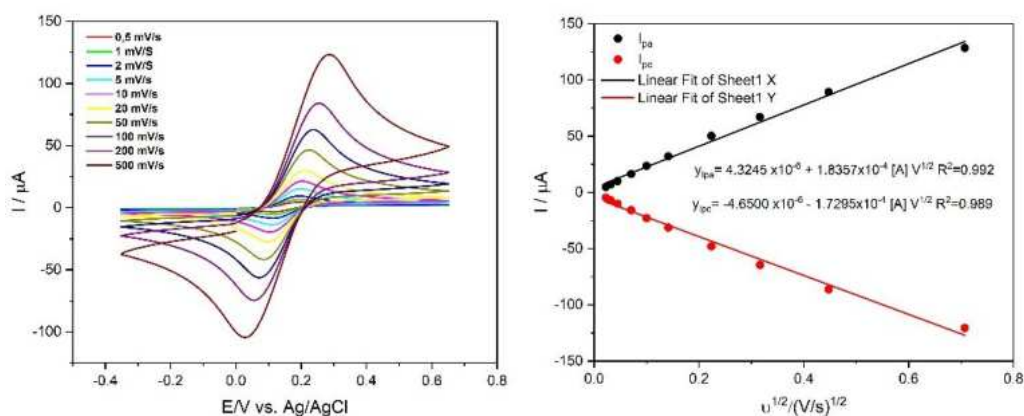 150
100
50
0
-50
-100
I / µA
0,5 mV/s
1 mV/S
2 mV/S
5 mV/s
10 mV/s
20 mV/s
50 mV/s
100 mV/s
200 mV/s
500 mV/s
-0.4 -0.2 0.0 0.2 0.4 0.6 0.8
E/V vs. Ag/AgCl
150
100
50
0
-50
-100
-150
I / µA
Ipa
Ipc
Linear Fit of Sheet1 X
Linear Fit of Sheet1 Y
yIpa= 4.3245 x10-6 + 1.8357x10-4 [A] V1/2 R2=0.992
yIpc= -4.6500 x10-6 - 1.7295x10-4 [A] V1/2 R2=0.989
0.0 0.2 0.4 0.6 0.8
υ1/2/(V/s)1/2